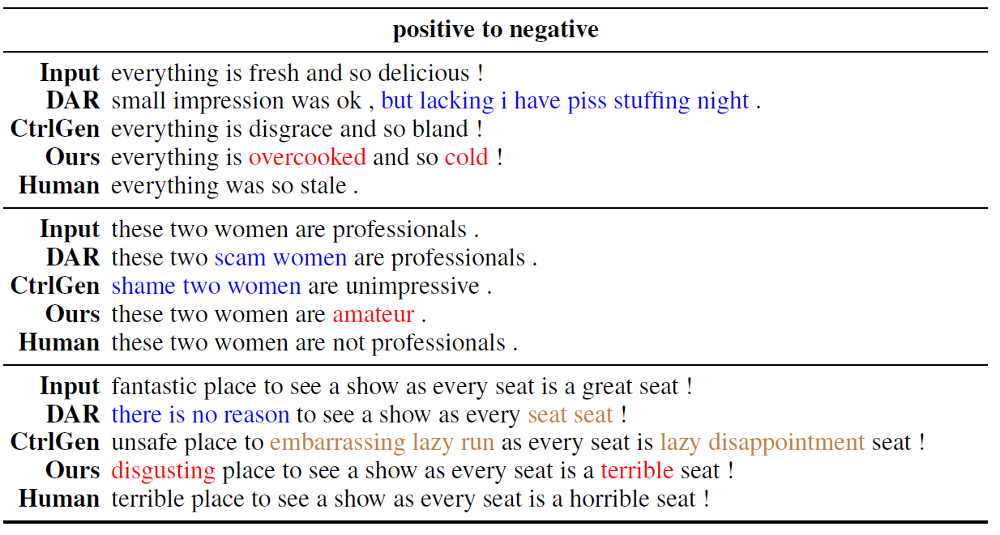 positive to negative
Input everything is fresh and so delicious !
DAR small impression was ok , but lacking i have piss stuffing night .
CtrlGen everything is disgrace and so bland !
Ours everything is overcooked and so cold !
Human everything was so stale .
Input these two women are professionals .
DAR these two scam women are professionals .
CtrlGen shame two women are unimpressive .
Ours these two women are amateur .
Human these two women are not professionals .
Input fantastic place to see a show as every seat is a great seat !
DAR there is no reason to see a show as every seat seat !
CtrlGen unsafe place to embarrassing lazy run as every seat is lazy disappointment seat !
Ours disgusting place to see a show as every seat is a terrible seat !
Human terrible place to see a show as every seat is a horrible seat !